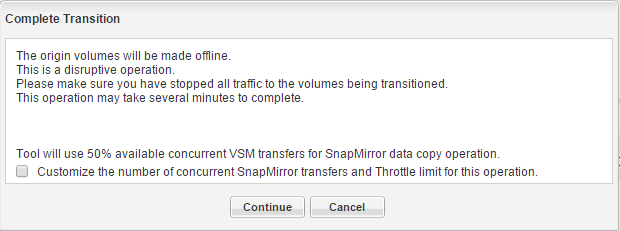 Complete Transition
The origin volumes will be made offline.
This is a disruptive operation.
Please make sure you have stopped all traffic to the volumes being transitioned.
This operation may take several minutes to complete.
Tool will use 50% available concurrent VSM transfers for SnapMirror data copy operation.
Customize the number of concurrent SnapMirror transfers and Throttle limit for this operation.
Continue
Cancel